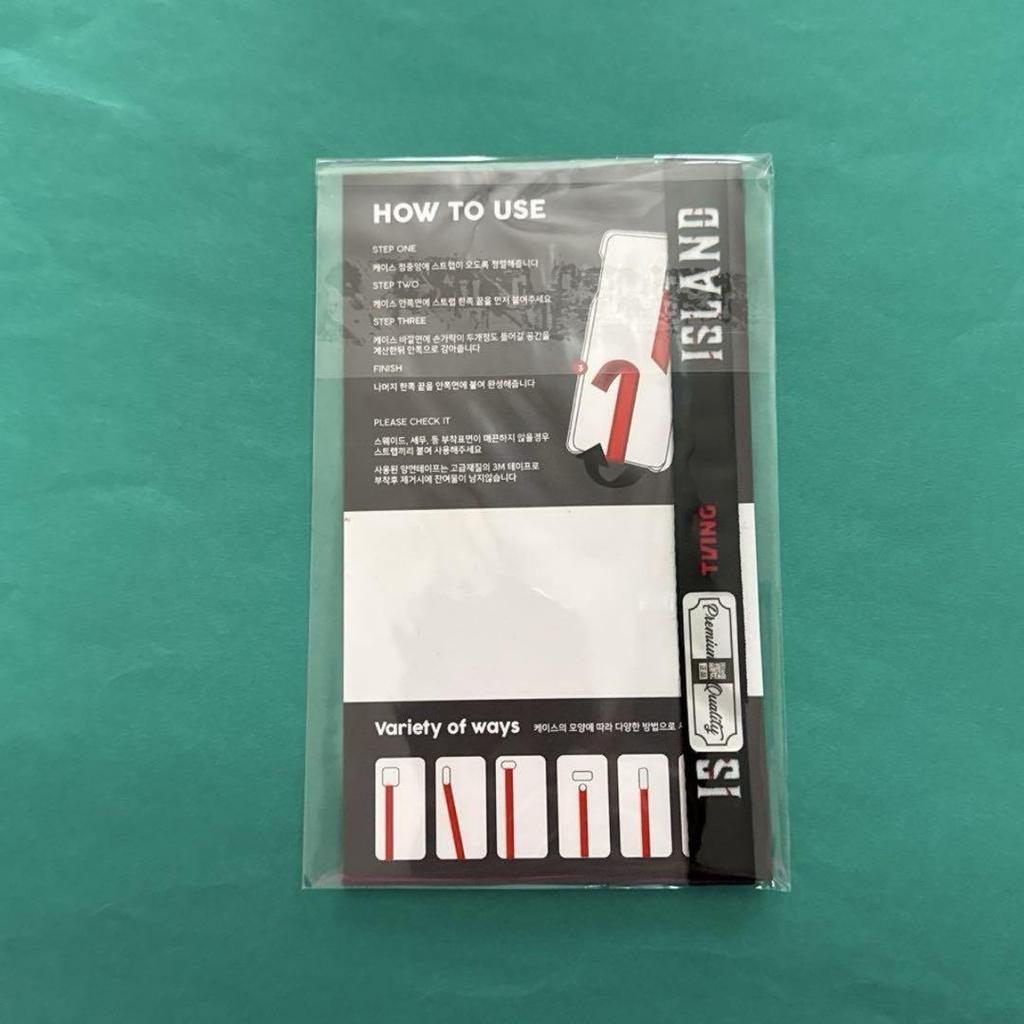 HOW TO USE
STEP ONE
케이스 정중앙에 스트랩이 오도록 정렬해줍니다
STEP TWO
케이스 안쪽면에 스트랩 한쪽 끝을 먼저 붙여주세요
STEP THREE
케이스 바깥면에 손가락이 두개정도 들어갈 공간을
계산한뒤 안쪽으로 감아줍니다
FINISH
나머지 한쪽 끝을 안쪽면에 붙여 완성해줍니다
PLEASE CHECK IT
스웨이드, 세무, 등 부착표면이 매끈하지 않을경우
스트랩끼리 붙여 사용해주세요
사용된 양면테이프는 고급재질의 3M 테이프로
부착후 제거시에 잔여물이 남지않습니다
3
Variety of ways
케이스의 모양에 따라 다양한 방법으로
ISLAND
TVING
Premium
Quality
IS